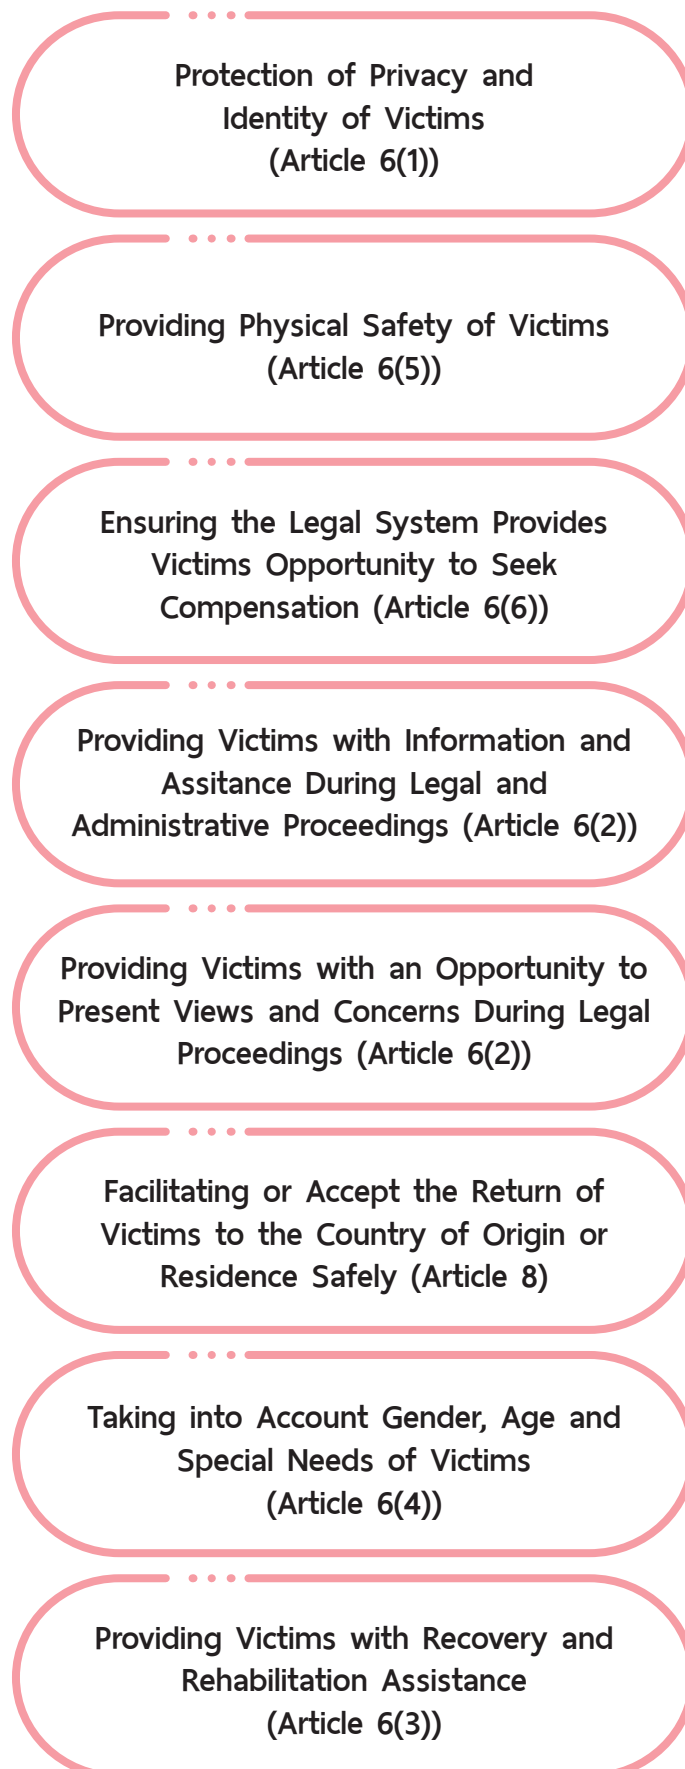 Protection of Privacy and
Identity of Victims
(Article 6(1))
Providing Physical Safety of Victims
(Article 6(5))
Ensuring the Legal System Provides
Victims Opportunity to Seek
Compensation (Article 6(6))
Providing Victims with Information and
Assitance During Legal and
Administrative Proceedings (Article 6(2))
Providing Victims with an Opportunity to
Present Views and Concerns During Legal
Proceedings (Article 6(2))
Facilitating or Accept the Return of
Victims to the Country of Origin or
Residence Safely (Article 8)
Taking into Account Gender, Age and
Special Needs of Victims
(Article 6(4))
Providing Victims with Recovery and
Rehabilitation Assistance
(Article 6(3))